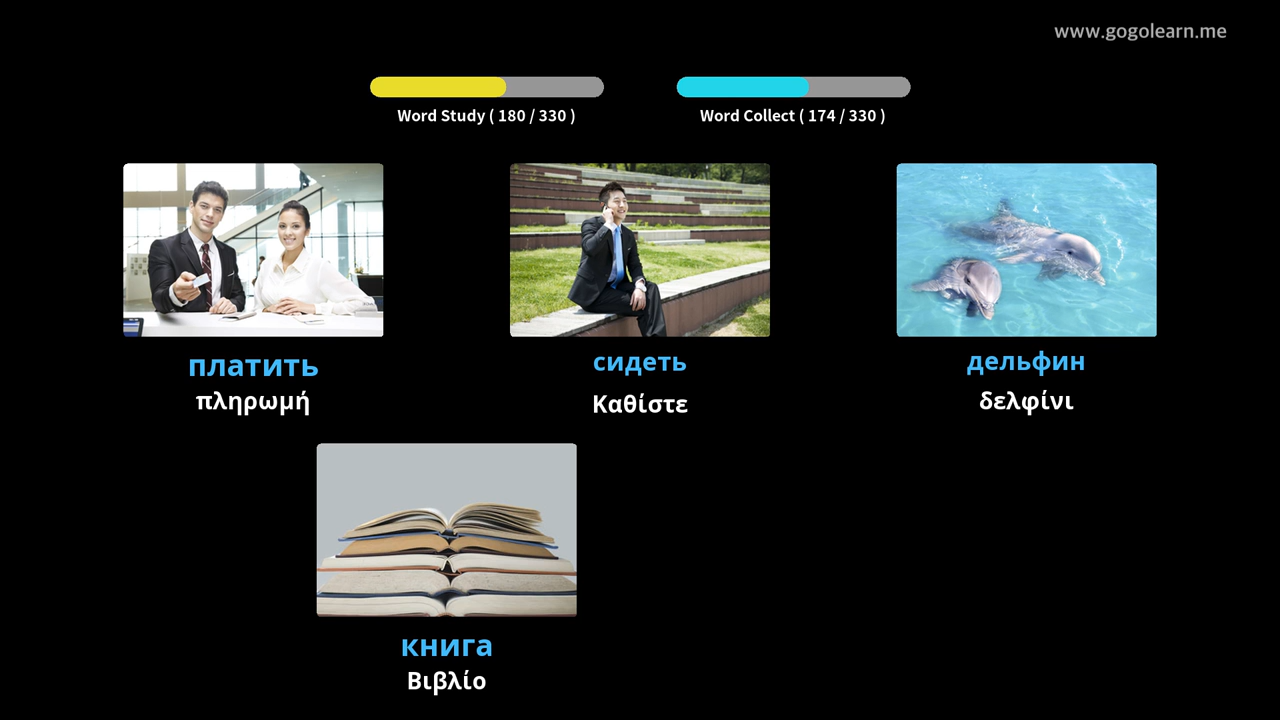 www.gogolearn.me
Word Study ( 180 / 330 )
Word Collect ( 174 / 330 )
платить
πληρωμή
сидеть
Καθίστε
дельфин
δελφίνι
книга
Βιβλίο